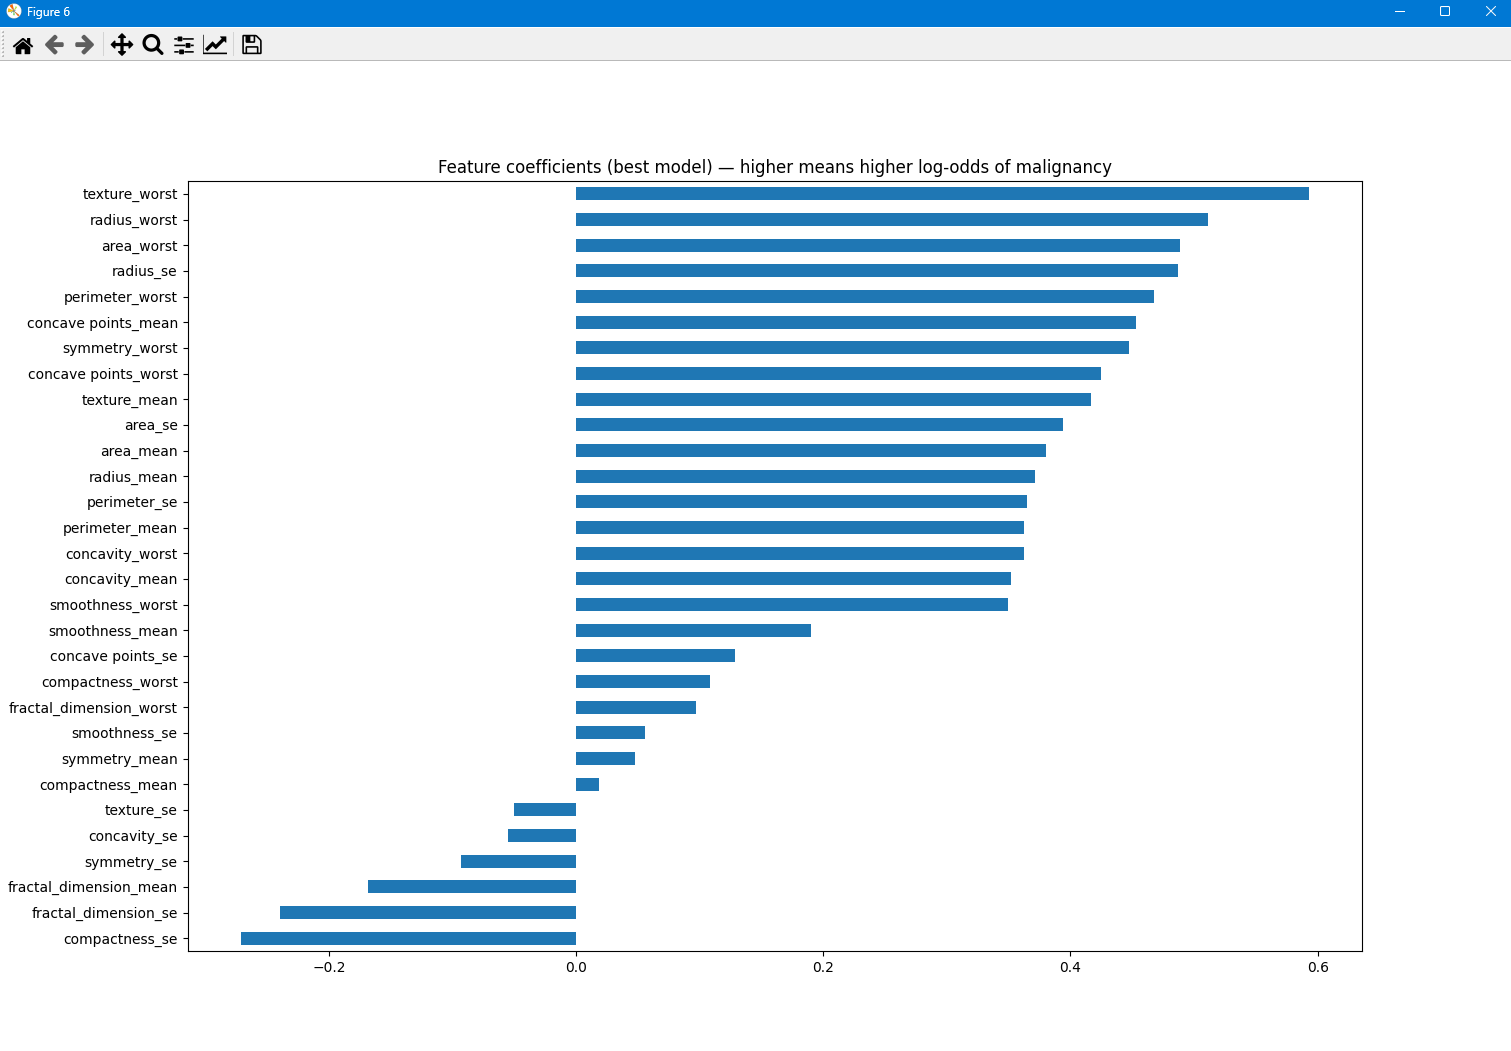 Figure 6
Feature coefficients (best model) — higher means higher log-odds of malignancy
texture_worst
radius_worst
area_worst
radius_se
perimeter_worst
concave points_mean
symmetry_worst
concave points_worst
texture_mean
area_se
area_mean
radius_mean
perimeter_se
perimeter_mean
concavity_worst
concavity_mean
smoothness_worst
smoothness_mean
concave points_se
compactness_worst
fractal_dimension_worst
smoothness_se
symmetry_mean
compactness_mean
texture_se
concavity_se
symmetry_se
fractal_dimension_mean
fractal_dimension_se
compactness_se
−0.2 0.0 0.2 0.4 0.6